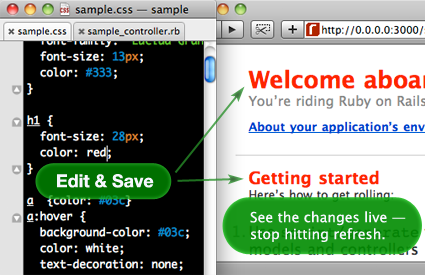 sample.css — sample
sample.css
sample_controller.rb
font-family: "Lucida Gran
font-size: 13px;
color: #333;
}
h1 {
font-size: 28px;
color: red;
}
Edit & Save
a {color: #03c}
a:hover {
background-color: #03c;
color: white;
text-decoration: none;
http://0.0.0.0:3000/
Welcome aboar
You're riding Ruby on Rails
About your application's env
Getting started
Here's how to get rolling:
See the changes live —
stop hitting refresh.
models and controllers